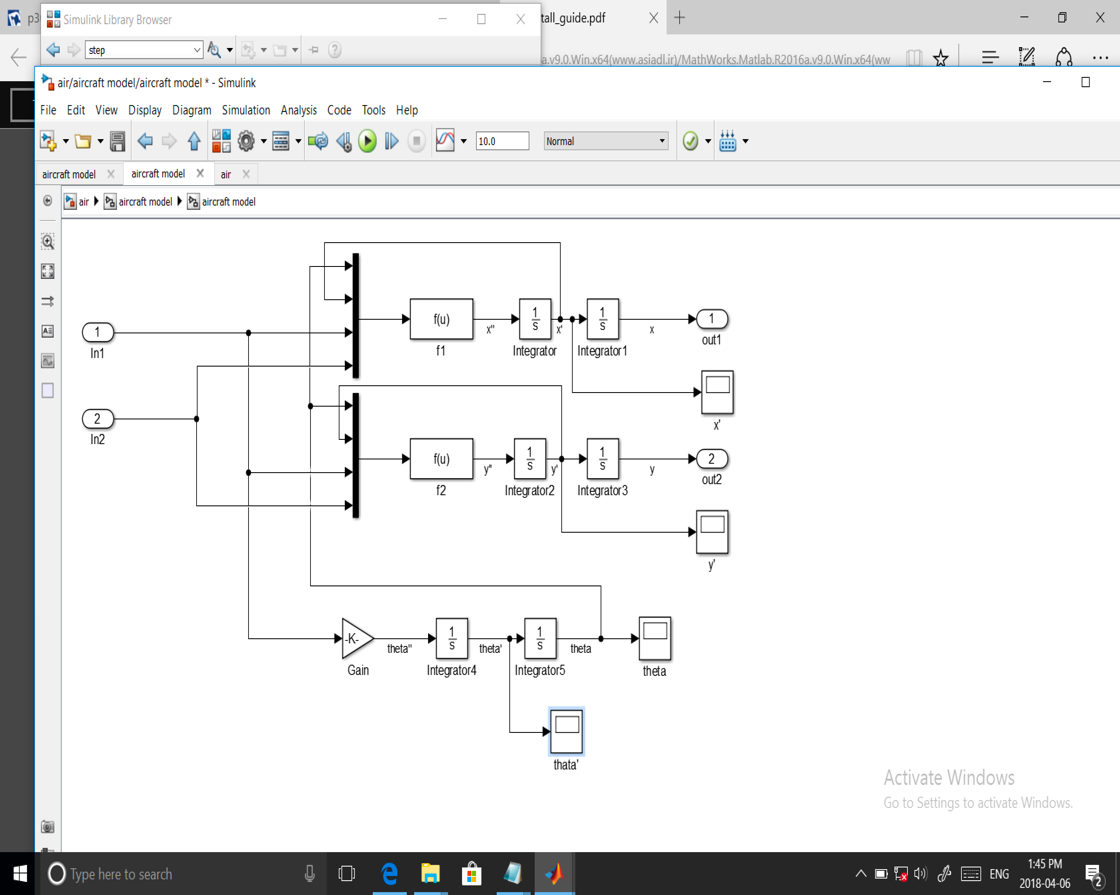 p3
Simulink Library Browser
tall_guide.pdf
step
a.v9.0.Win.x64(www.asiadl.ir)/MathWorks.Matlab.R2016a.v9.0.Win.x64(ww
air/aircraft model/aircraft model * - Simulink
File Edit View Display Diagram Simulation Analysis Code Tools Help
10.0 Normal
aircraft model aircraft model air
air aircraft model aircraft model
1
In1
2
In2
f(u)
f1
x"
1
s
Integrator
x'
1
s
Integrator1
x
1
out1
x'
f(u)
f2
y"
1
s
Integrator2
y'
1
s
Integrator3
y
2
out2
y'
-K-
Gain
theta"
1
s
Integrator4
theta'
1
s
Integrator5
theta
theta
thata'
Activate Windows
Go to Settings to activate Windows.
Type here to search
ENG
1:45 PM
2018-04-06
2